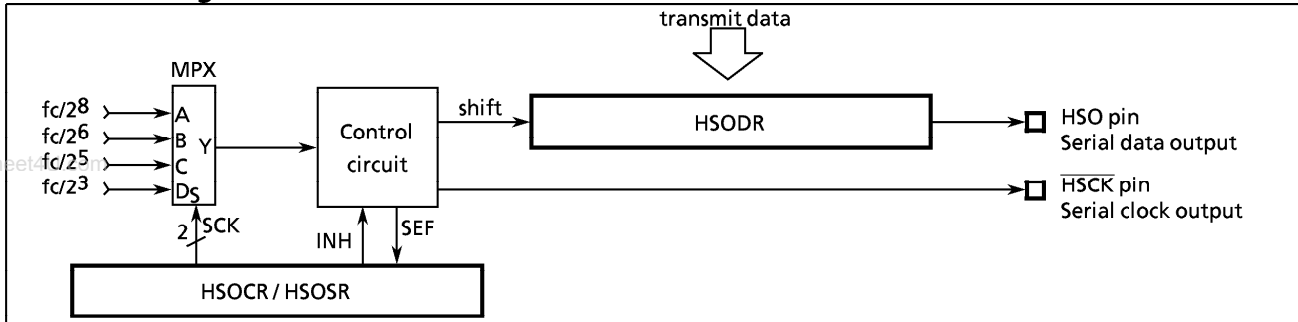 transmit data
MPX
fc/2⁸
fc/2⁶
fc/2⁵
fc/2³
A
B
C
D
S
Y
Control
circuit
shift
HSODR
HSO pin
Serial data output
HSCK pin
Serial clock output
2
SCK
INH
SEF
HSOCR / HSOSR